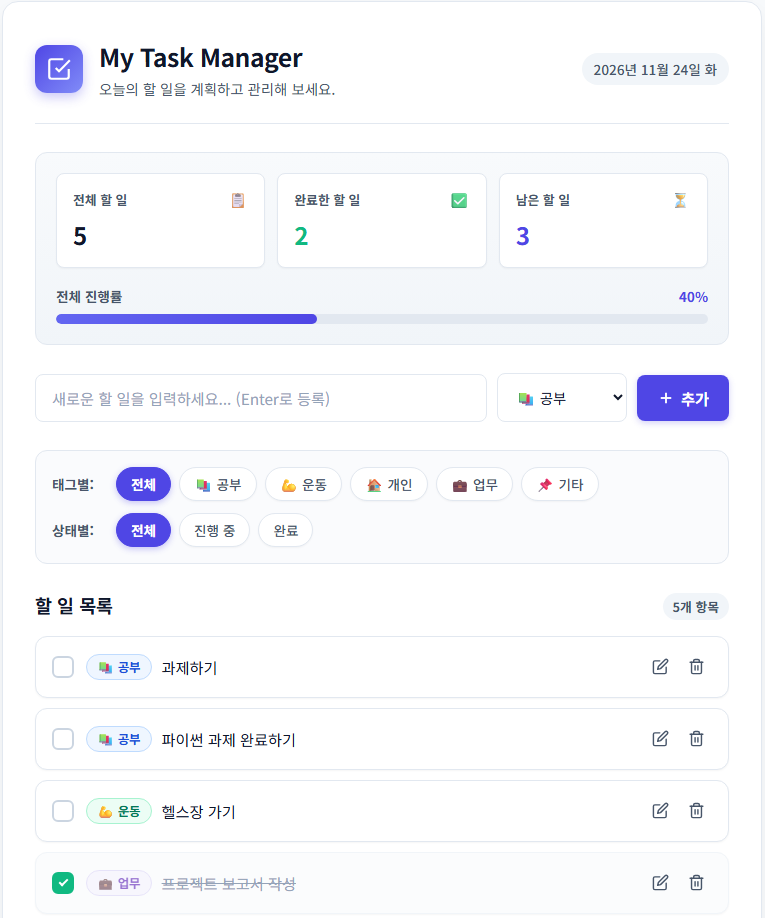 My Task Manager
오늘의 할 일을 계획하고 관리해 보세요.
2026년 11월 24일 화
전체 할 일
5
완료한 할 일
2
남은 할 일
3
전체 진행률
40%
새로운 할 일을 입력하세요... (Enter로 등록)
공부
+ 추가
태그별: 전체 공부 운동 개인 업무 기타
상태별: 전체 진행 중 완료
할 일 목록
5개 항목
공부 과제하기
공부 파이썬 과제 완료하기
운동 헬스장 가기
업무 프로젝트 보고서 작성